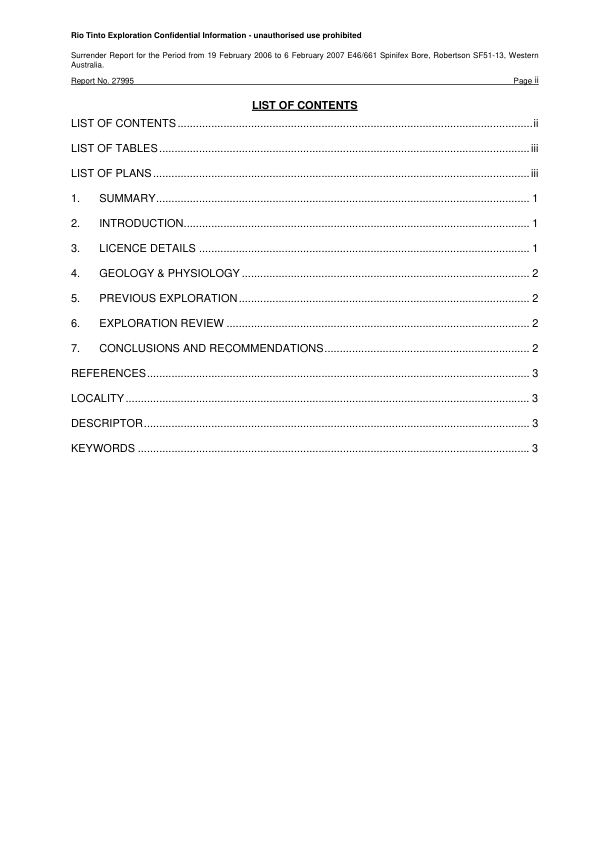 Rio Tinto Exploration Confidential Information - unauthorised use prohibited
Surrender Report for the Period from 19 February 2006 to 6 February 2007 E46/661 Spinifex Bore, Robertson SF51-13, Western
Australia.
Report No. 27995 Page ii
LIST OF CONTENTS
LIST OF CONTENTS.......................................................................................................................ii
LIST OF TABLES............................................................................................................................ iii
LIST OF PLANS.............................................................................................................................. iii
1. SUMMARY............................................................................................................................. 1
2. INTRODUCTION.................................................................................................................... 1
3. LICENCE DETAILS ............................................................................................................... 1
4. GEOLOGY & PHYSIOLOGY ................................................................................................. 2
5. PREVIOUS EXPLORATION.................................................................................................. 2
6. EXPLORATION REVIEW ...................................................................................................... 2
7. CONCLUSIONS AND RECOMMENDATIONS...................................................................... 2
REFERENCES................................................................................................................................ 3
LOCALITY ....................................................................................................................................... 3
DESCRIPTOR................................................................................................................................. 3
KEYWORDS ................................................................................................................................... 3